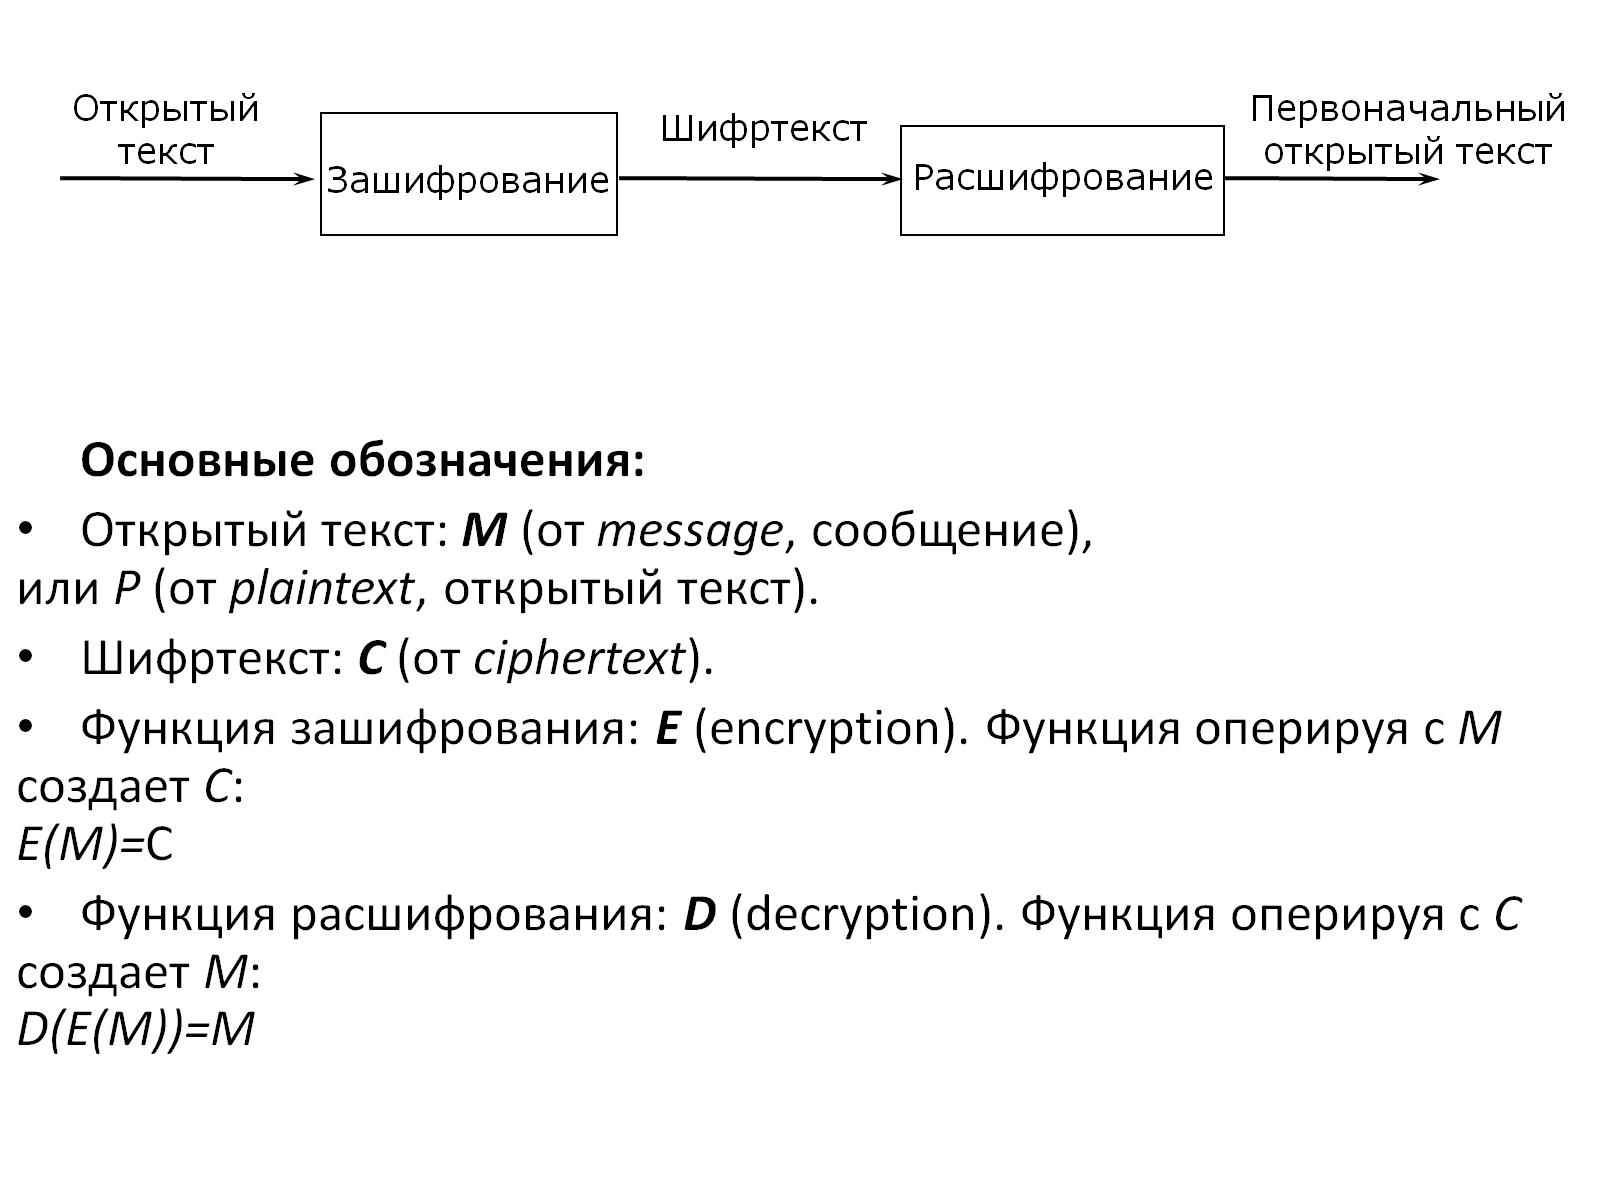 Открытый
текст
Зашифрование
Шифртекст
Расшифрование
Первоначальный
открытый текст
Основные обозначения:
• Открытый текст: M (от message, сообщение),
или P (от plaintext, открытый текст).
• Шифртекст: C (от ciphertext).
• Функция зашифрования: E (encryption). Функция оперируя с M
создает C:
E(M)=C
• Функция расшифрования: D (decryption). Функция оперируя с C
создает M:
D(E(M))=M